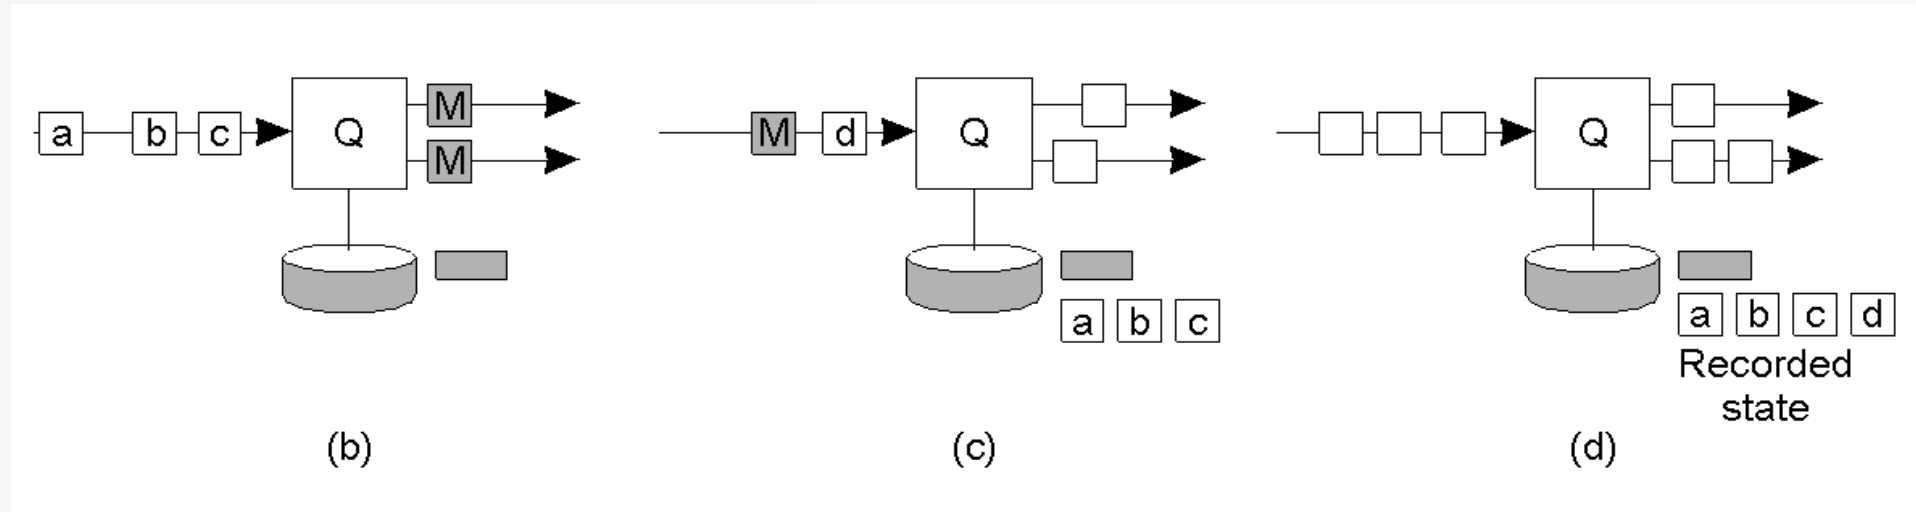 a b c Q M M
M d Q
Q
a b c
a b c d
Recorded
state
(b) (c) (d)